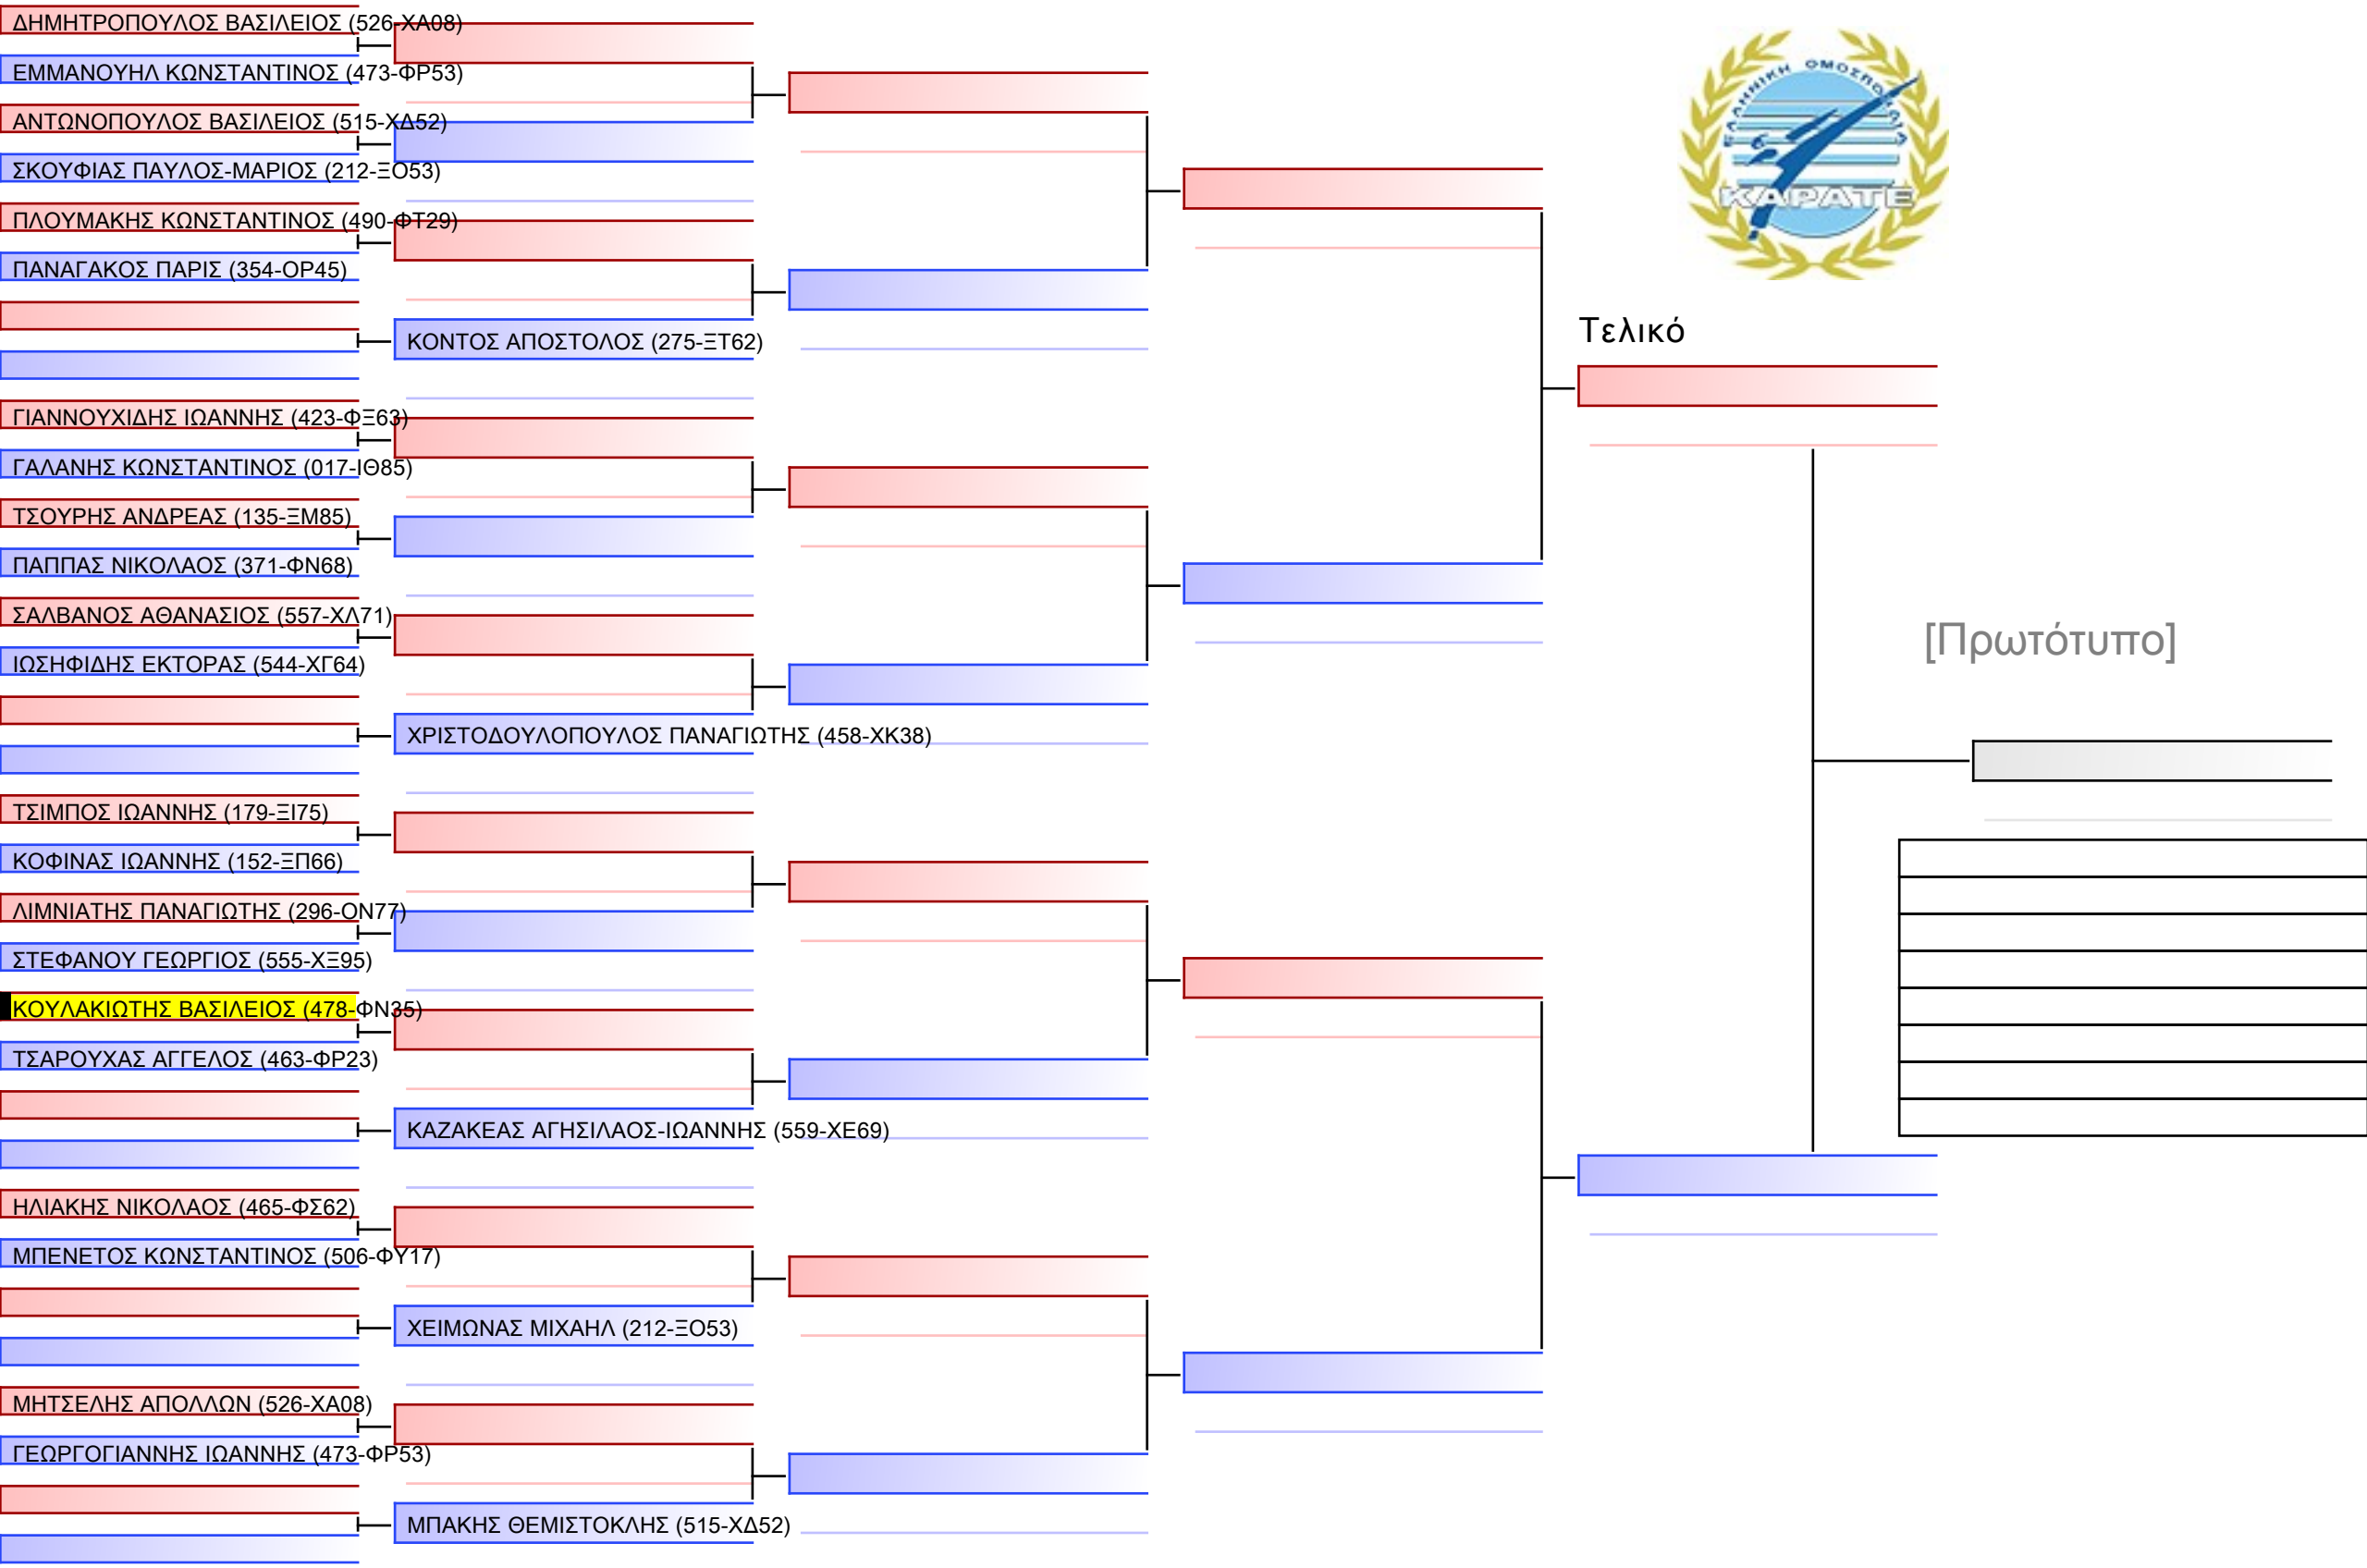 ΔΗΜΗΤΡΟΠΟΥΛΟΣ ΒΑΣΙΛΕΙΟΣ (526-ΧΑ08)
ΕΜΜΑΝΟΥΗΛ ΚΩΝΣΤΑΝΤΙΝΟΣ (473-ΦΡ53)
ΑΝΤΩΝΟΠΟΥΛΟΣ ΒΑΣΙΛΕΙΟΣ (515-ΧΔ52)
ΣΚΟΥΦΙΑΣ ΠΑΥΛΟΣ-ΜΑΡΙΟΣ (212-ΞΟ53)
ΠΛΟΥΜΑΚΗΣ ΚΩΝΣΤΑΝΤΙΝΟΣ (490-ΦΤ29)
ΠΑΝΑΓΑΚΟΣ ΠΑΡΙΣ (354-ΟΡ45)
ΚΟΝΤΟΣ ΑΠΟΣΤΟΛΟΣ (275-ΞΤ62)
ΓΙΑΝΝΟΥΧΙΔΗΣ ΙΩΑΝΝΗΣ (423-ΦΞ63)
ΓΑΛΑΝΗΣ ΚΩΝΣΤΑΝΤΙΝΟΣ (017-ΙΘ85)
ΤΣΟΥΡΗΣ ΑΝΔΡΕΑΣ (135-ΞΜ85)
ΠΑΠΠΑΣ ΝΙΚΟΛΑΟΣ (371-ΦΝ68)
ΣΑΛΒΑΝΟΣ ΑΘΑΝΑΣΙΟΣ (557-ΧΛ71)
ΙΩΣΗΦΙΔΗΣ ΕΚΤΟΡΑΣ (544-ΧΓ64)
ΧΡΙΣΤΟΔΟΥΛΟΠΟΥΛΟΣ ΠΑΝΑΓΙΩΤΗΣ (458-ΧΚ38)
ΤΣΙΜΠΟΣ ΙΩΑΝΝΗΣ (179-ΞΙ75)
ΚΟΦΙΝΑΣ ΙΩΑΝΝΗΣ (152-ΞΠ66)
ΛΙΜΝΙΑΤΗΣ ΠΑΝΑΓΙΩΤΗΣ (296-ΟΝ77)
ΣΤΕΦΑΝΟΥ ΓΕΩΡΓΙΟΣ (555-ΧΞ95)
ΚΟΥΛΑΚΙΩΤΗΣ ΒΑΣΙΛΕΙΟΣ (478-ΦΝ35)
ΤΣΑΡΟΥΧΑΣ ΑΓΓΕΛΟΣ (463-ΦΡ23)
ΚΑΖΑΚΕΑΣ ΑΓΗΣΙΛΑΟΣ-ΙΩΑΝΝΗΣ (559-ΧΕ69)
ΗΛΙΑΚΗΣ ΝΙΚΟΛΑΟΣ (465-ΦΣ62)
ΜΠΕΝΕΤΟΣ ΚΩΝΣΤΑΝΤΙΝΟΣ (506-ΦΥ17)
ΧΕΙΜΩΝΑΣ ΜΙΧΑΗΛ (212-ΞΟ53)
ΜΗΤΣΕΛΗΣ ΑΠΟΛΛΩΝ (526-ΧΑ08)
ΓΕΩΡΓΟΓΙΑΝΝΗΣ ΙΩΑΝΝΗΣ (473-ΦΡ53)
ΜΠΑΚΗΣ ΘΕΜΙΣΤΟΚΛΗΣ (515-ΧΔ52)
ΕΛΛΗΝΙΚΗ ΟΜΟΣΠΟΝΔΙΑ
ΚΑΡΑΤΕ
Τελικό
[Πρωτότυπο]